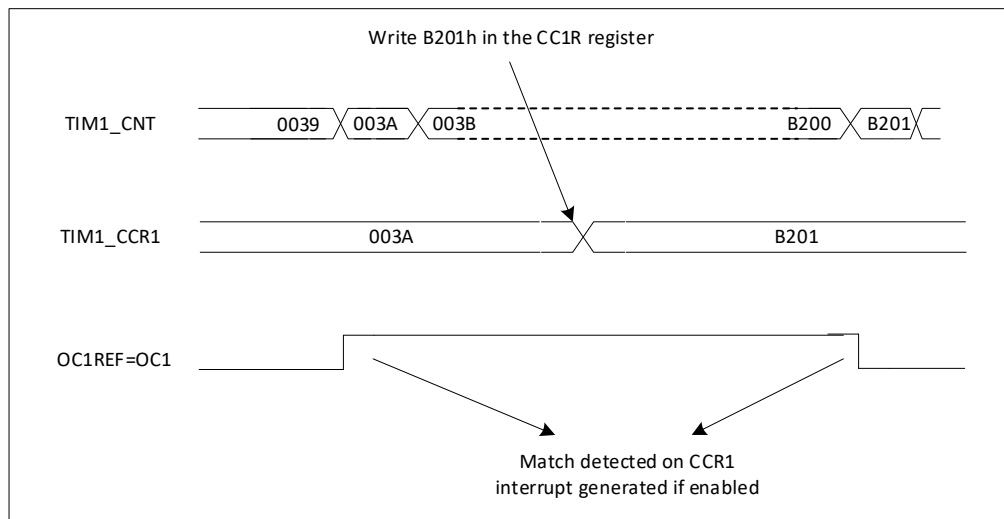 Write B201h in the CC1R register
TIM1_CNT 0039 003A 003B B200 B201
TIM1_CCR1 003A B201
OC1REF=OC1
Match detected on CCR1
interrupt generated if enabled